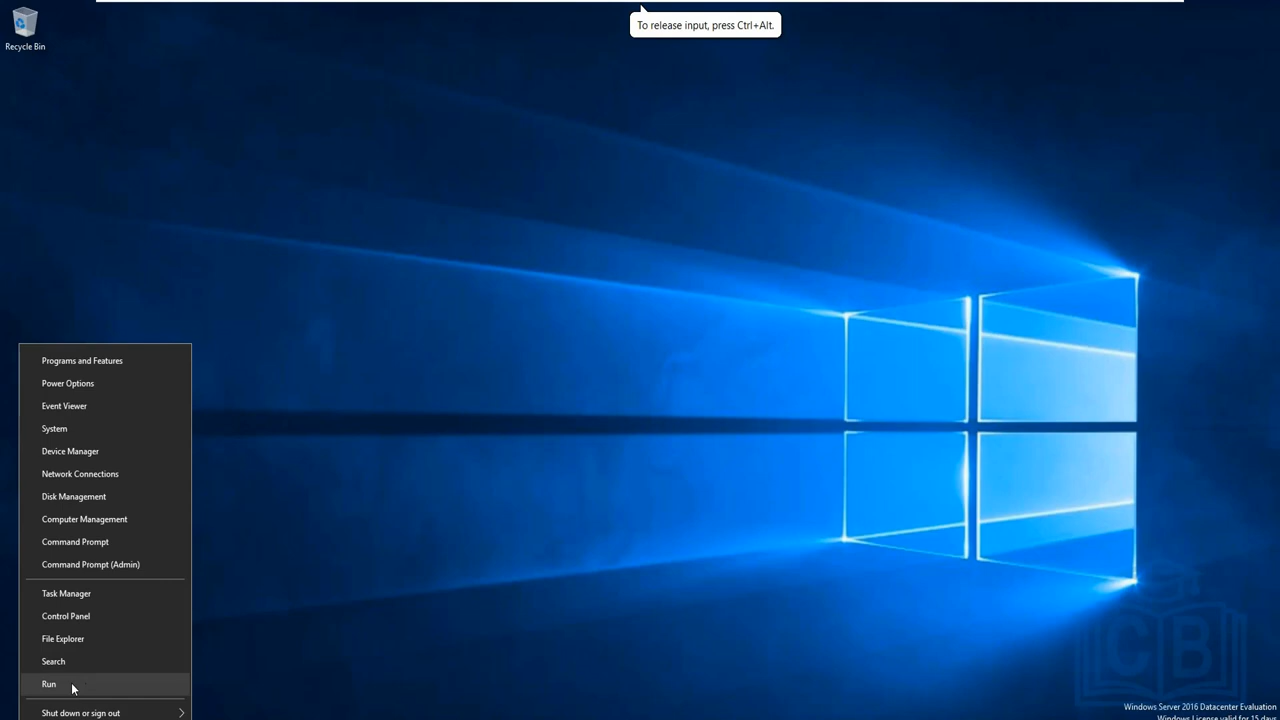 To release input, press Ctrl+Alt.
Recycle Bin
Programs and Features
Power Options
Event Viewer
System
Device Manager
Network Connections
Disk Management
Computer Management
Command Prompt
Command Prompt (Admin)
Task Manager
Control Panel
File Explorer
Search
Run
Shut down or sign out
CB
Windows Server 2016 Datacenter Evaluation
Windows License valid for 15 days